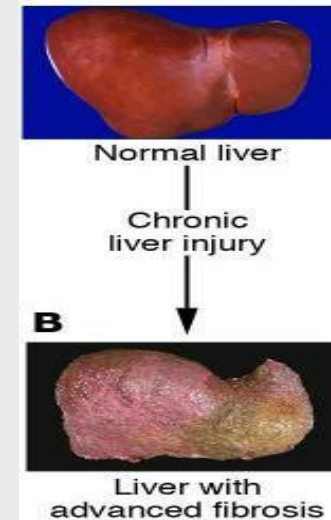 Normal liver
Chronic
liver injury
B
Liver with
advanced fibrosis